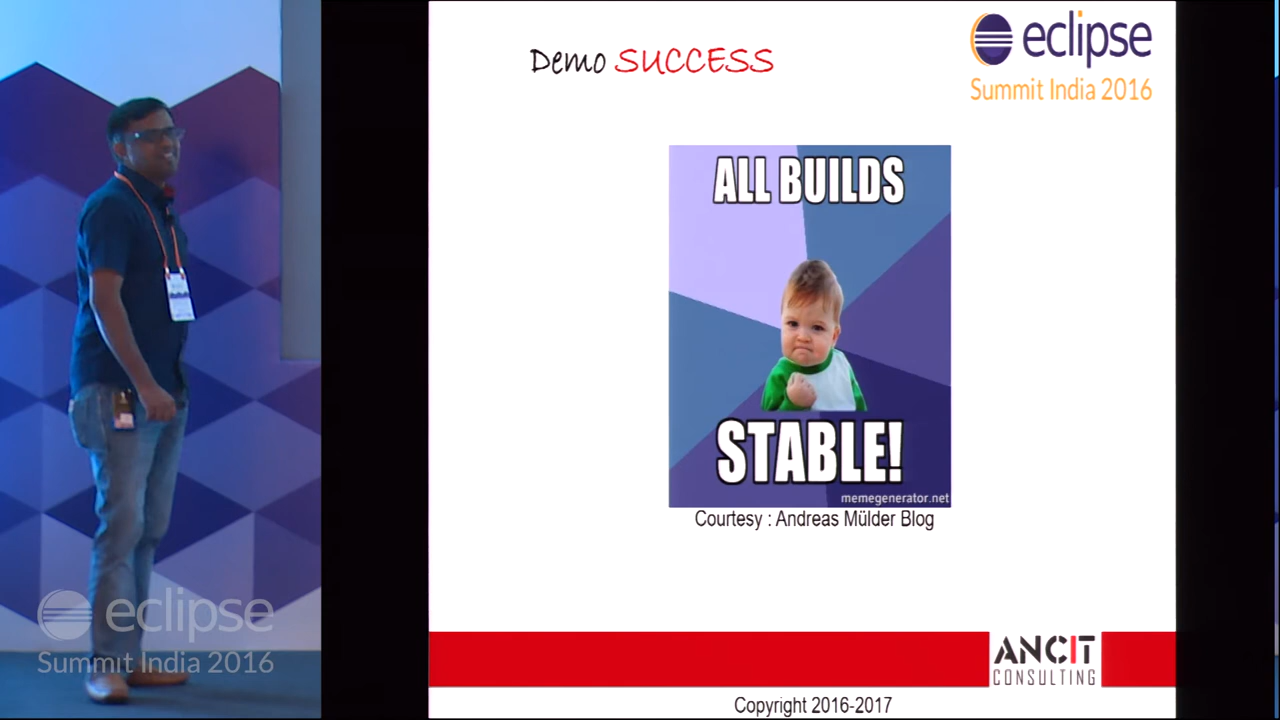 Demo SUCCESS
eclipse
Summit India 2016
ALL BUILDS
STABLE!
memegenerator.net
Courtesy : Andreas Mülder Blog
ANCIT
CONSULTING
Copyright 2016-2017
eclipse
Summit India 2016